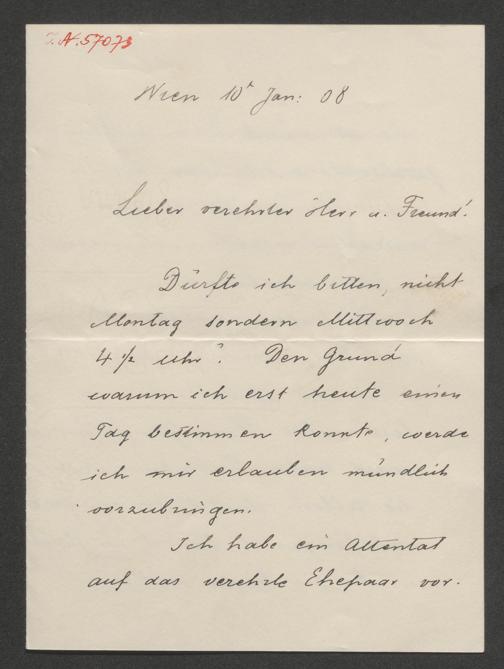 I.N. 57073
Wien 10t Jan: 08
Lieber verehrter Herr u. Freund!
Dürfte ich bitten, nicht
Montag sondern Mittwoch
4 1/2 Uhr? Den Grund
warum ich erst heute einen
Tag bestimmen konnte, werde
ich mir erlauben mündlich
vorzubringen.
Ich habe ein Attentat
auf das verehrte Ehepaar vor.